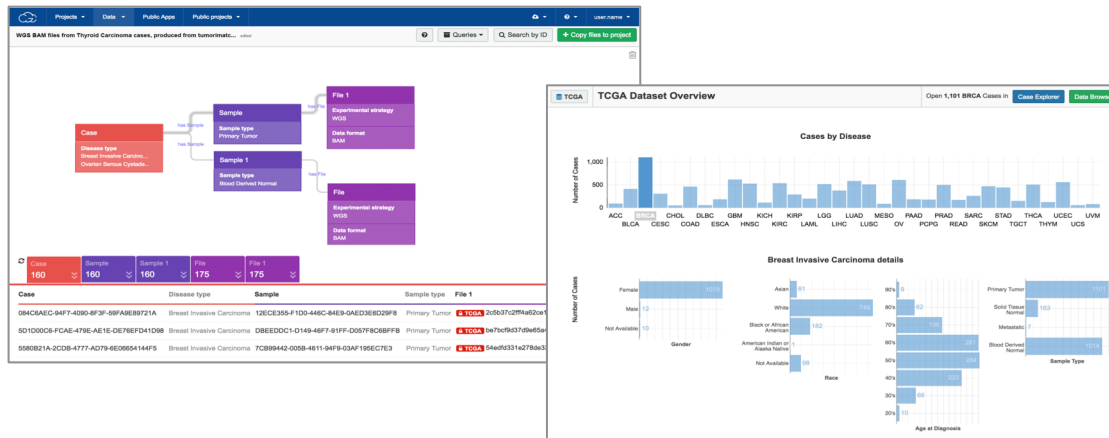 Projects Data Public Apps Public projects user.name
WGS BAM files from Thyroid Carcinoma cases, produced from tumorimatc... edited
Queries Search by ID + Copy files to project
Case
Disease type
Breast Invasive Carcino...
Ovarian Serous Cystade...
has Sample
has Sample
Sample
Sample type
Primary Tumor
Sample 1
Sample type
Blood Derived Normal
has File
has File
File 1
Experimental strategy
WGS
Data format
BAM
File
Experimental strategy
WGS
Data format
BAM
Case Sample Sample 1 File File 1
160 160 160 175 175
Case Disease type Sample Sample type File 1
084C6AEC-94F7-4090-8F3F-59FA9E89721A Breast Invasive Carcinoma 12ECE355-F1D0-446C-84E9-0AED3E6D29F8 Primary Tumor TCGA
5D1D00C6-FCAE-479E-AE1E-DE76EFD41D98 Breast Invasive Carcinoma DBEEDDC1-D149-46F7-91FF-D057F8C6BFFB Primary Tumor TCGA
5580B21A-2CDB-4777-AD79-6E06654144F5 Breast Invasive Carcinoma 7CB99442-005B-4611-94F9-03AF195EC7E3 Primary Tumor TCGA
TCGA TCGA Dataset Overview Open 1,101 BRCA Cases in Case Explorer Data Brows
Cases by Disease
Number of Cases
1,000
500
0
ACC BRCA CHOL DLBC GBM KICH KIRP LGG LUAD MESO PAAD PRAD SARC STAD THCA UCEC UVM
BLCA CESC COAD ESCA HNSC KIRC LAML LIHC LUSC OV PCPG READ SKCM TGCT THYM UCS
Breast Invasive Carcinoma details
Number of Cases
Female 1079
Male 12
Not Available 10
Gender
Asian 61
White
Black or African American 182
American Indian or Alaska Native 1
Not Available 98
Race
90's
80's 62
70's
60's
50's
40's
30's
20's 10
Age at Diagnosis
Primary Tumor 1101
Solid Tissue Normal 163
Metastatic 7
Blood Derived Normal
Sample Type